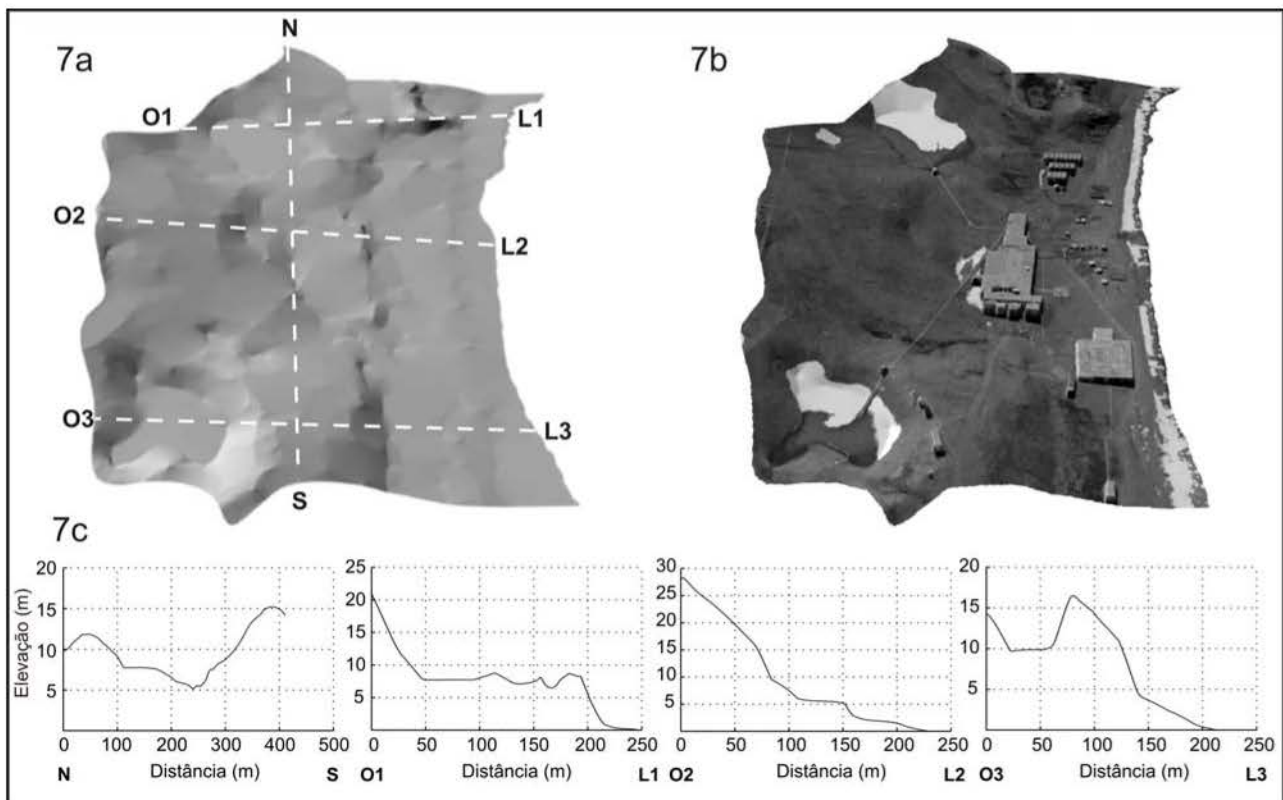 7a
N
7b
O1
L1
O2
L2
O3
L3
S
7c
Elevação (m)
20
15
10
5
0 100 200 300 400 500
N Distância (m) S
25
20
15
10
5
0 50 100 150 200 250
O1 Distância (m) L1
30
25
20
15
10
5
0 50 100 150 200 250
O2 Distância (m) L2
20
15
10
5
0 50 100 150 200 250
O3 Distância (m) L3